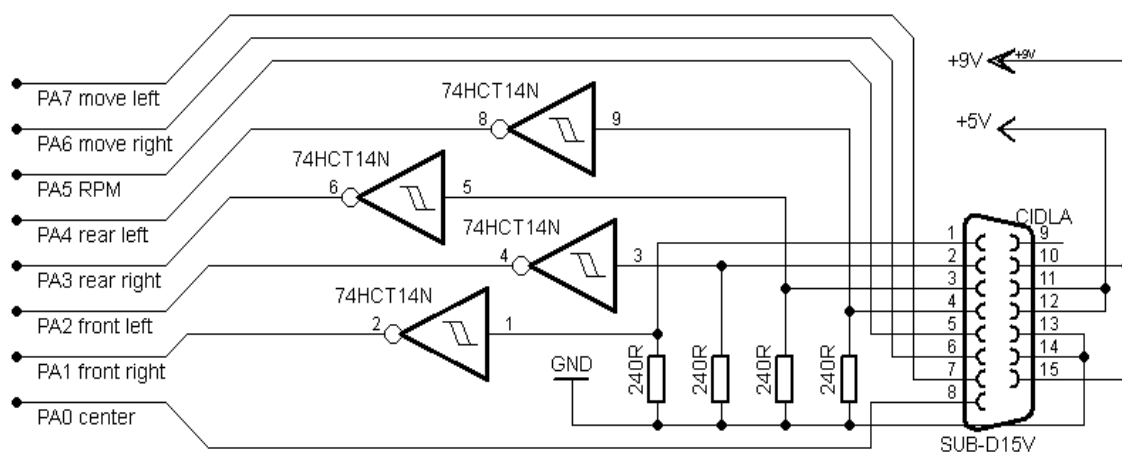 +9V
+9V
PA7 move left
74HCT14N
8
9
+5V
PA6 move right
74HCT14N
PA5 RPM
6
5
PA4 rear left
74HCT14N
CIDLA
1
9
4
3
2
10
PA3 rear right
3
11
74HCT14N
4
12
PA2 front left
2
1
5
13
6
14
GND
240R
240R
240R
240R
7
15
PA1 front right
8
PA0 center
SUB-D15V